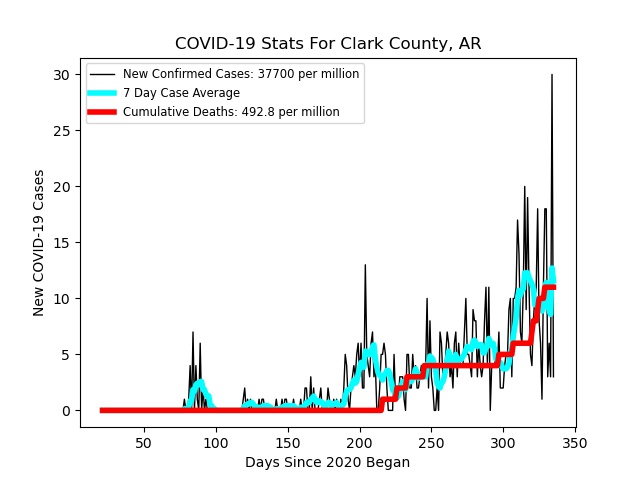 COVID-19 Stats For Clark County, AR
New Confirmed Cases: 37700 per million
7 Day Case Average
Cumulative Deaths: 492.8 per million
New COVID-19 Cases
30
25
20
15
10
5
0
50 100 150 200 250 300 350
Days Since 2020 Began